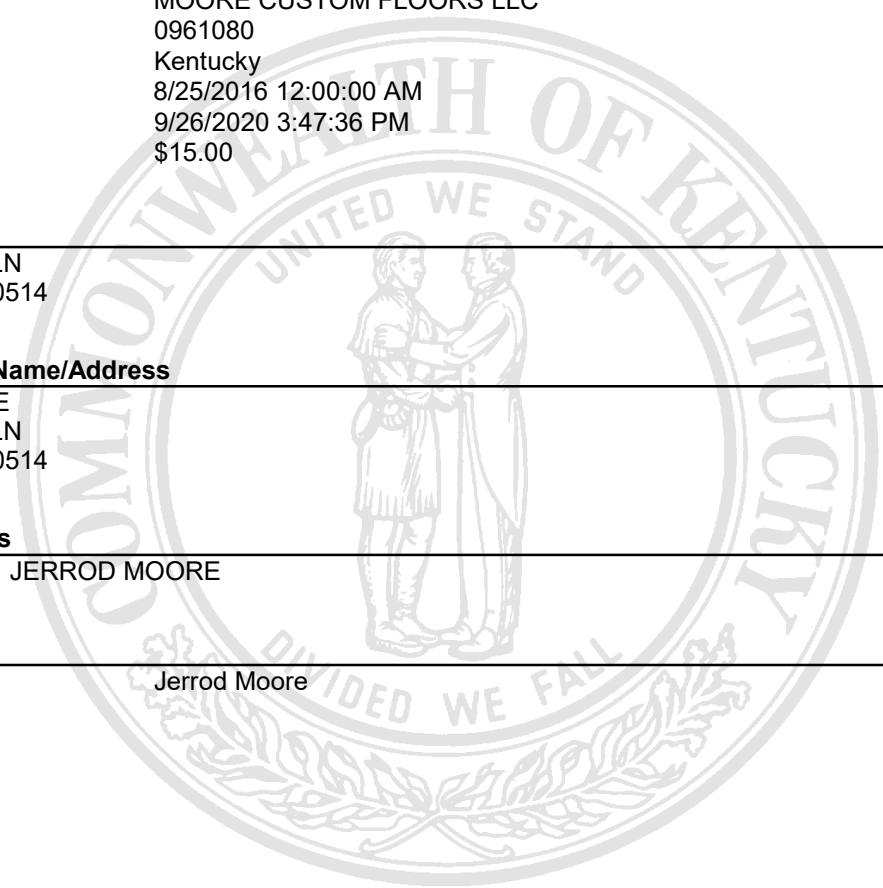 MOORE CUSTOM FLOORS LLC
0961080
Kentucky
8/25/2016 12:00:00 AM
9/26/2020 3:47:36 PM
$15.00
COMMONWEALTH OF KENTUCKY
UNITED WE STAND
LN
0514
Name/Address
E
LN
0514
s
JERROD MOORE
DIVIDED WE FALL
Jerrod Moore